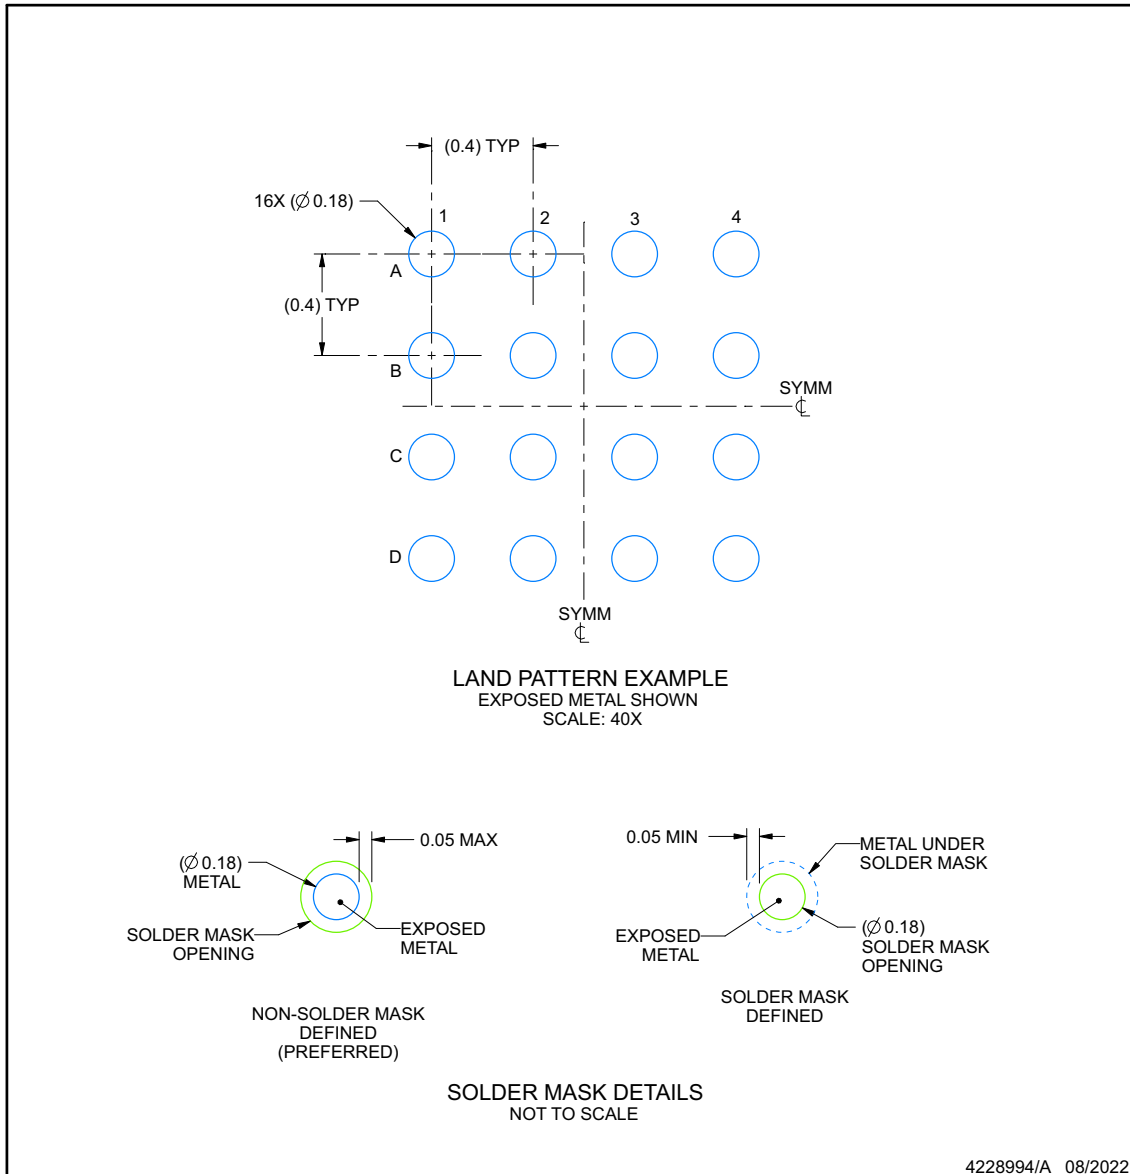 (0.4) TYP
16X (∅ 0.18)
1
2
3
4
A
(0.4) TYP
B
SYMM
℄
C
D
SYMM
℄
LAND PATTERN EXAMPLE
EXPOSED METAL SHOWN
SCALE: 40X
0.05 MAX
(∅ 0.18)
METAL
SOLDER MASK
OPENING
EXPOSED
METAL
NON-SOLDER MASK
DEFINED
(PREFERRED)
0.05 MIN
METAL UNDER
SOLDER MASK
EXPOSED
METAL
(∅ 0.18)
SOLDER MASK
OPENING
SOLDER MASK
DEFINED
SOLDER MASK DETAILS
NOT TO SCALE
4228994/A 08/2022